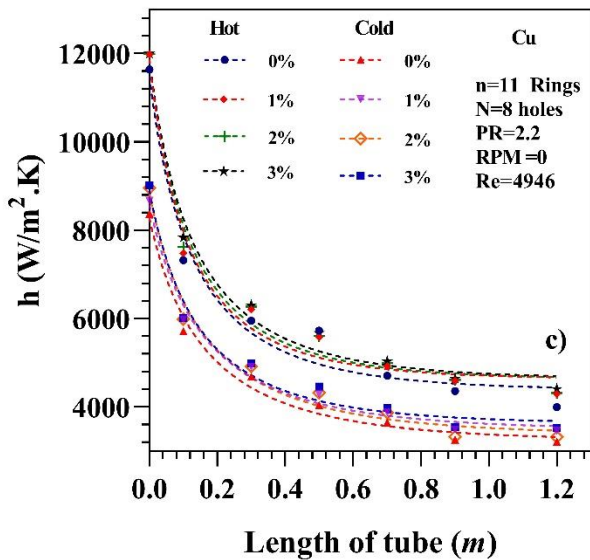 Hot Cold Cu
0% 0%
1% 1%
2% 2%
3% 3%
n=11 Rings
N=8 holes
PR=2.2
RPM =0
Re=4946
c)
h (W/m².K)
12000
10000
8000
6000
4000
0.0 0.2 0.4 0.6 0.8 1.0 1.2
Length of tube (m)